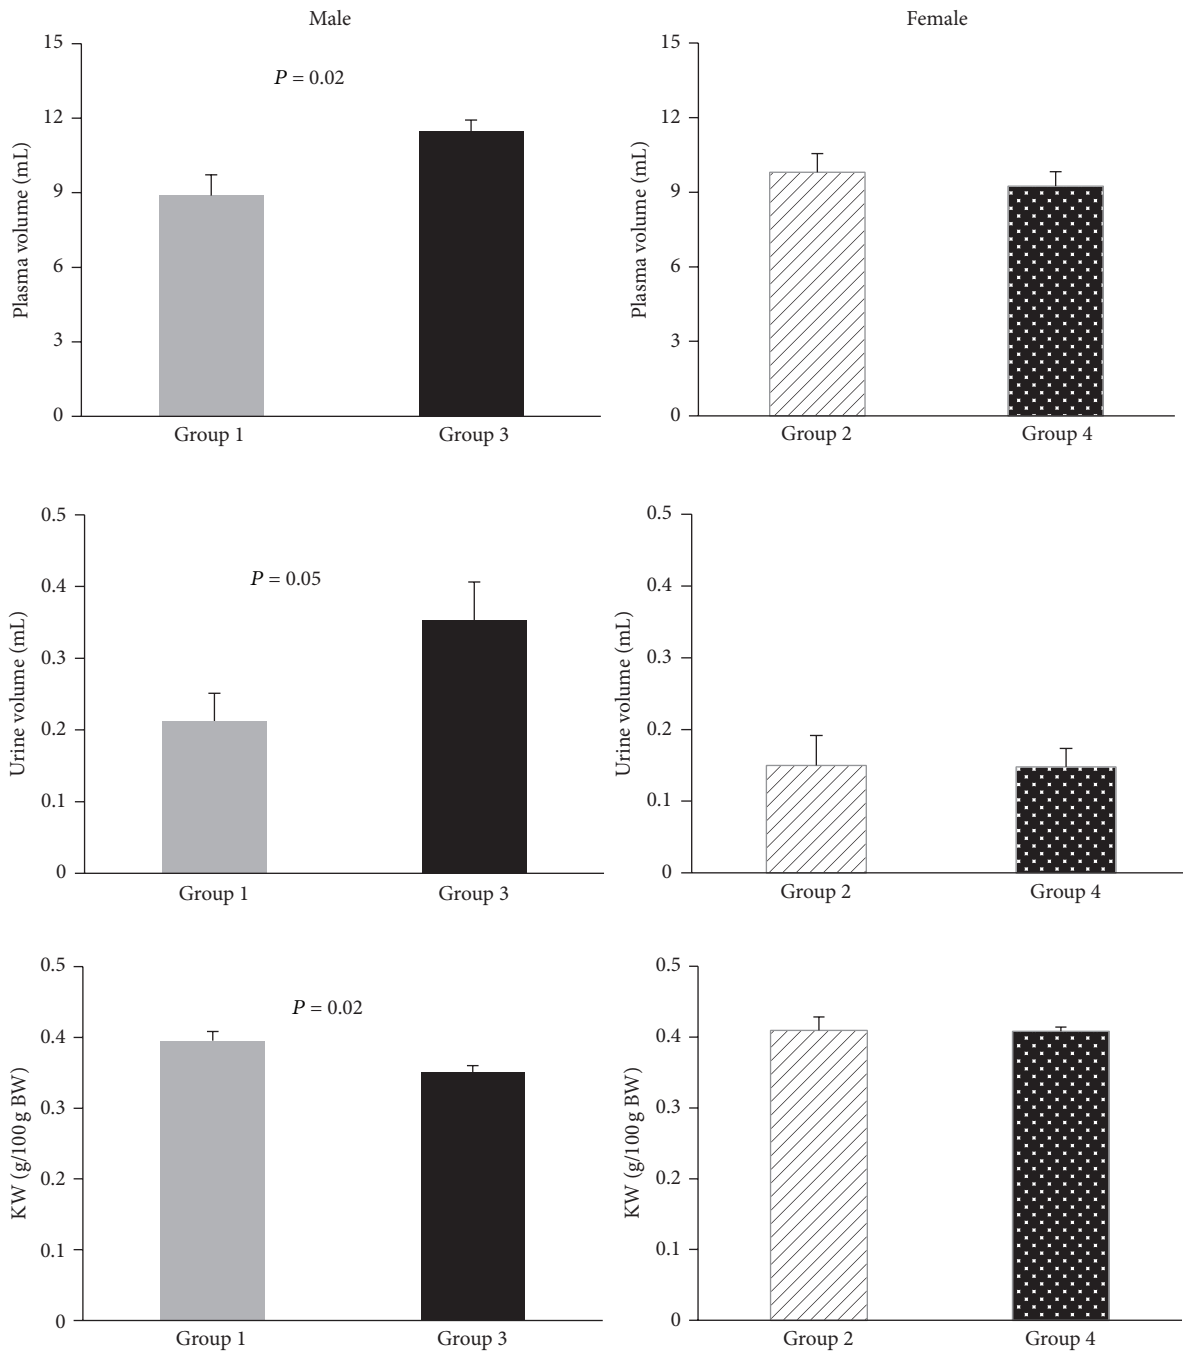 Male
P = 0.02
Plasma volume (mL)
15
12
9
6
3
0
Group 1
Group 3
Female
Plasma volume (mL)
15
12
9
6
3
0
Group 2
Group 4
P = 0.05
Urine volume (mL)
0.5
0.4
0.3
0.2
0.1
0
Group 1
Group 3
Urine volume (mL)
0.5
0.4
0.3
0.2
0.1
0
Group 2
Group 4
P = 0.02
KW (g/100 g BW)
0.5
0.4
0.3
0.2
0.1
0
Group 1
Group 3
KW (g/100 g BW)
0.5
0.4
0.3
0.2
0.1
0
Group 2
Group 4